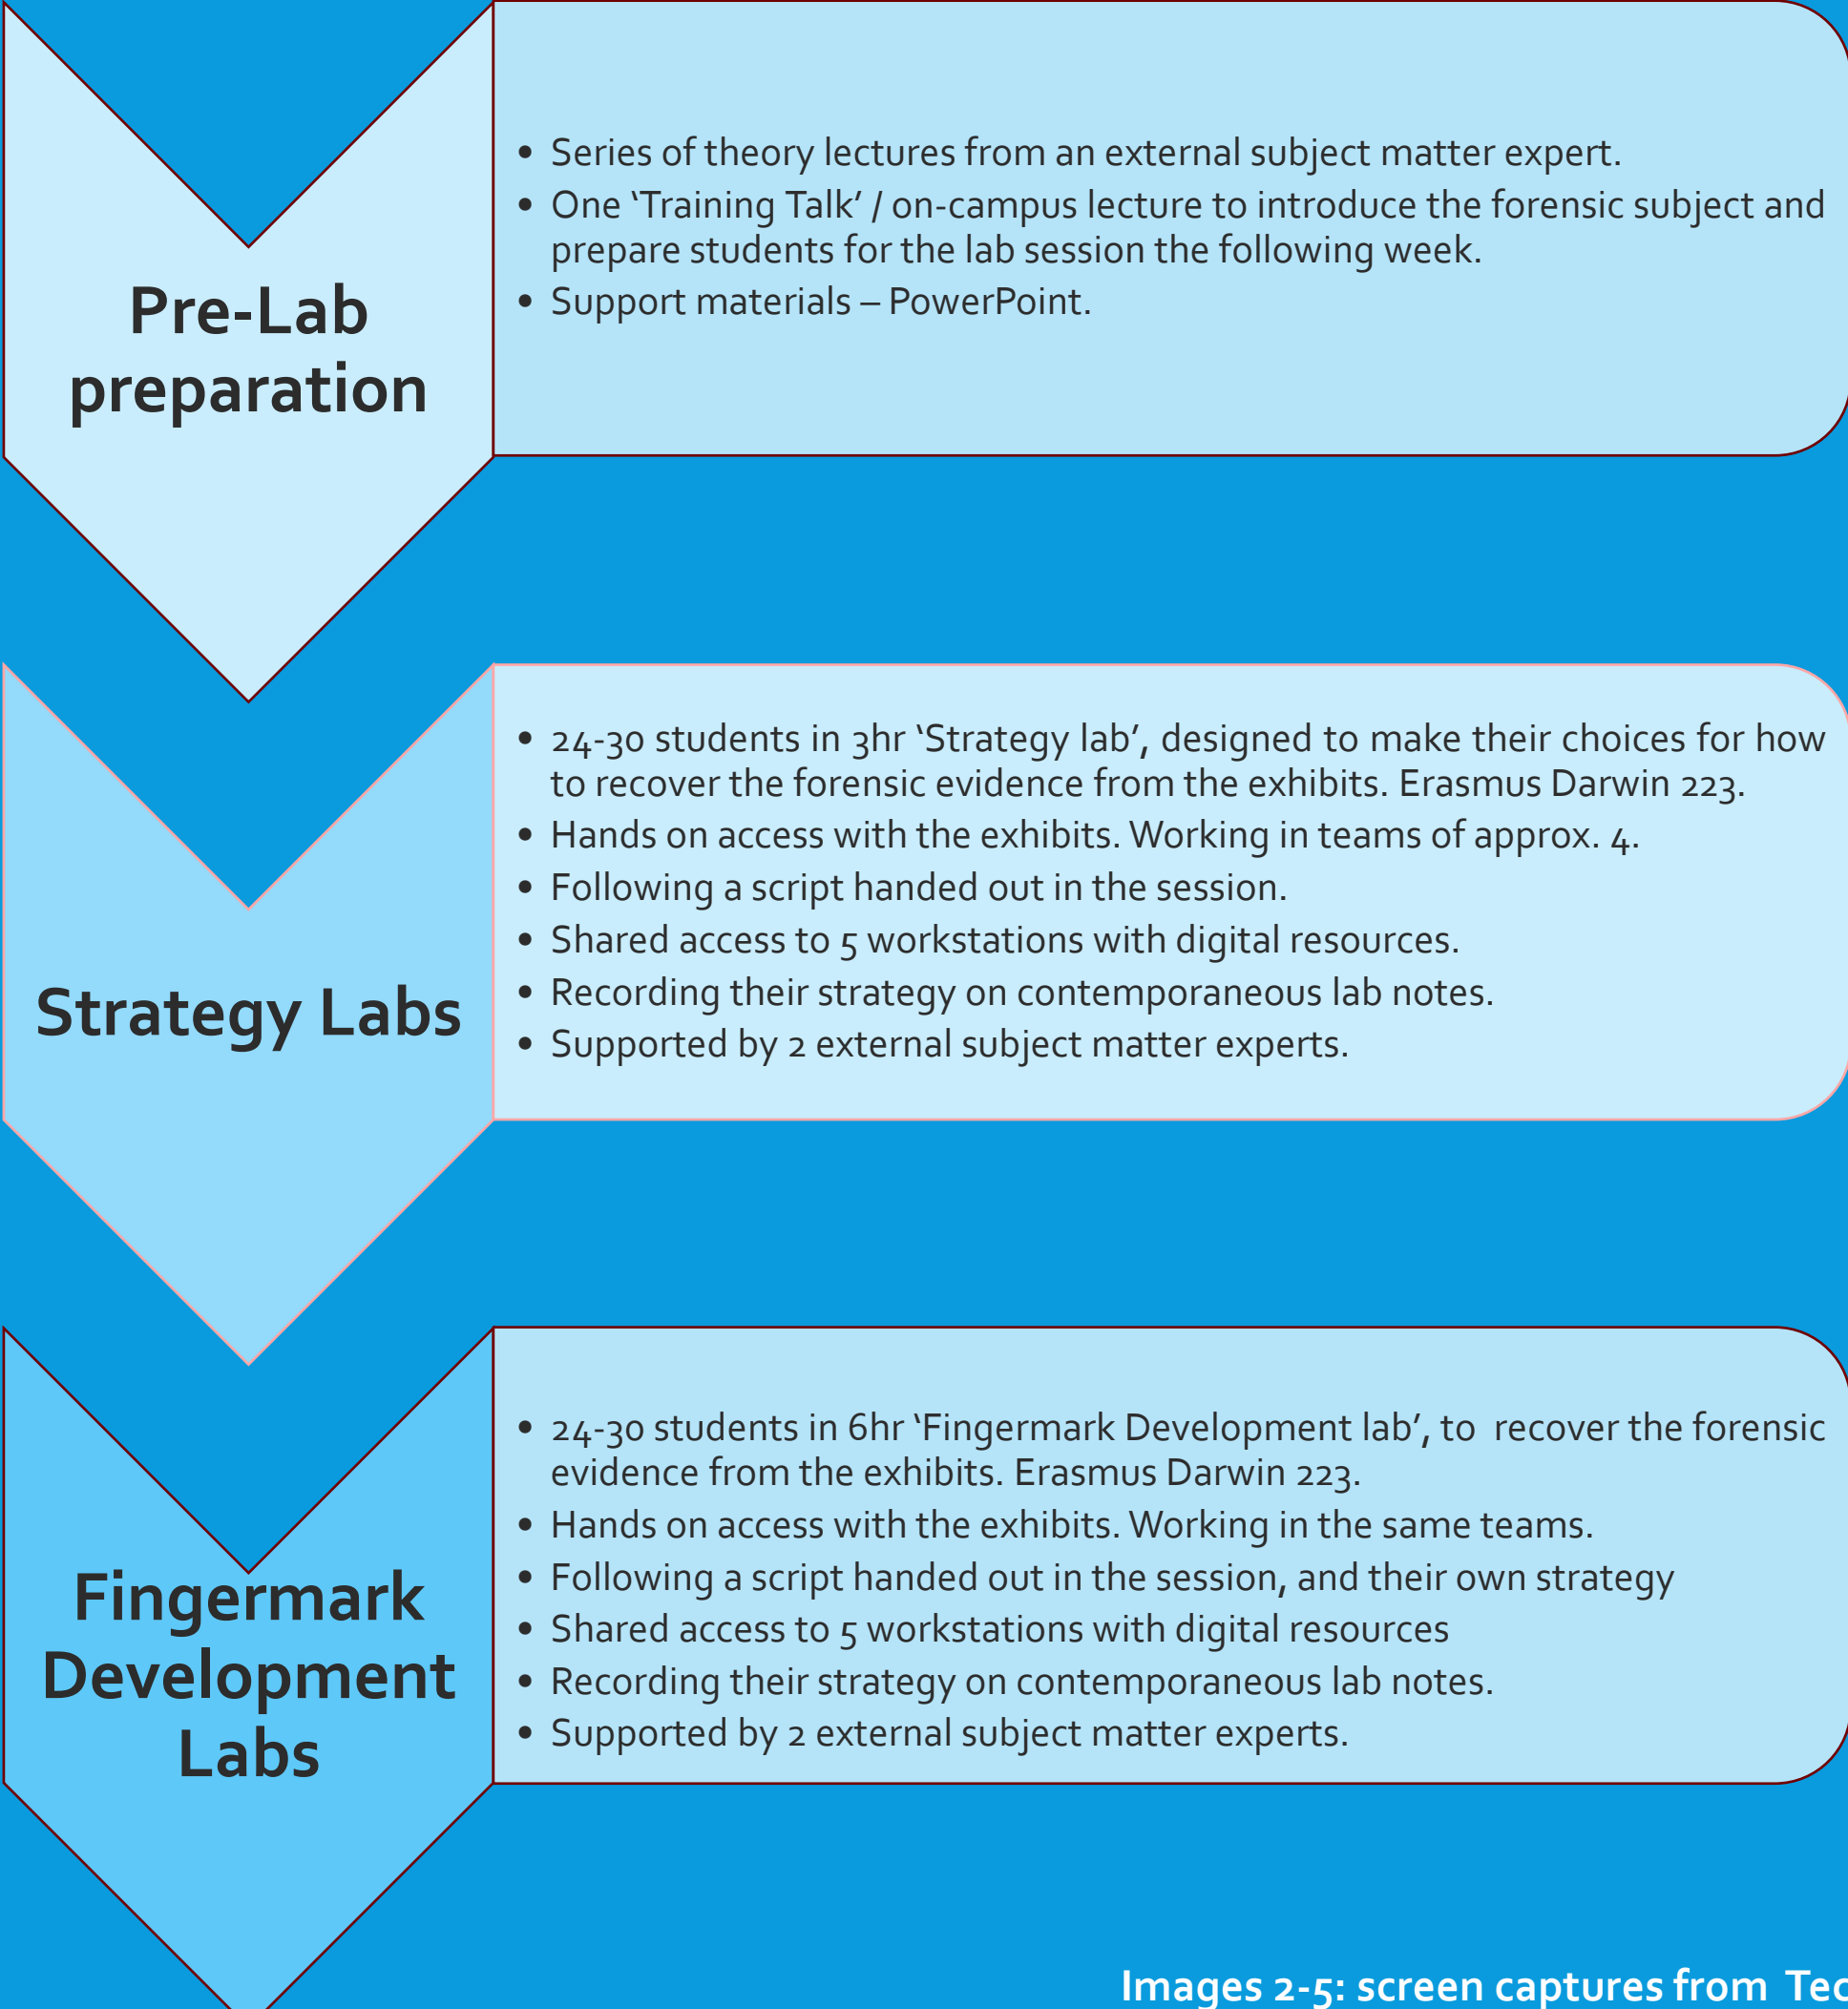 Pre-Lab
preparation
• Series of theory lectures from an external subject matter expert.
• One ‘Training Talk’ / on-campus lecture to introduce the forensic subject and
prepare students for the lab session the following week.
• Support materials – PowerPoint.
Strategy Labs
• 24-30 students in 3hr ‘Strategy lab’, designed to make their choices for how
to recover the forensic evidence from the exhibits. Erasmus Darwin 223.
• Hands on access with the exhibits. Working in teams of approx. 4.
• Following a script handed out in the session.
• Shared access to 5 workstations with digital resources.
• Recording their strategy on contemporaneous lab notes.
• Supported by 2 external subject matter experts.
Fingermark
Development
Labs
• 24-30 students in 6hr ‘Fingermark Development lab’, to recover the forensic
evidence from the exhibits. Erasmus Darwin 223.
• Hands on access with the exhibits. Working in the same teams.
• Following a script handed out in the session, and their own strategy
• Shared access to 5 workstations with digital resources
• Recording their strategy on contemporaneous lab notes.
• Supported by 2 external subject matter experts.
Images 2-5: screen captures from